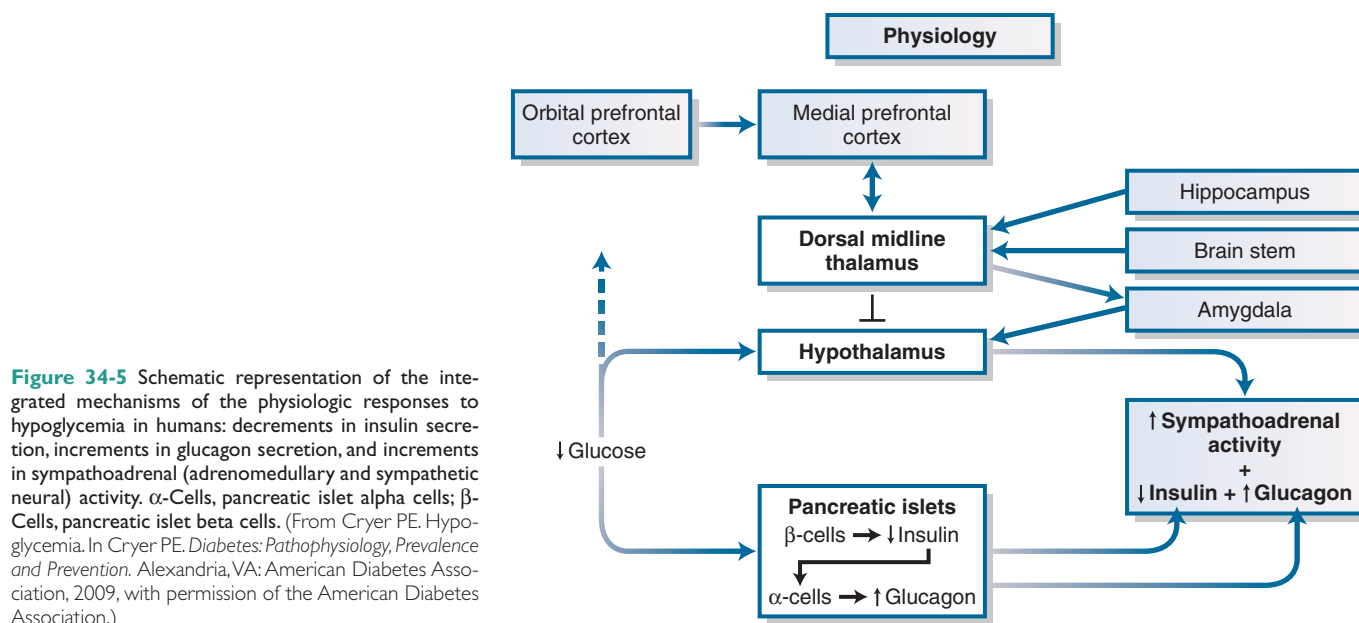 Physiology
Orbital prefrontal
cortex
Medial prefrontal
cortex
Hippocampus
Dorsal midline
thalamus
Brain stem
Amygdala
Hypothalamus
↓Glucose
↑Sympathoadrenal
activity
+
↓Insulin + ↑Glucagon
Pancreatic islets
β-cells → ↓Insulin
α-cells → ↑Glucagon
Figure 34-5 Schematic representation of the inte-
grated mechanisms of the physiologic responses to
hypoglycemia in humans: decrements in insulin secre-
tion, increments in glucagon secretion, and increments
in sympathoadrenal (adrenomedullary and sympathetic
neural) activity. α-Cells, pancreatic islet alpha cells; β-
Cells, pancreatic islet beta cells. (From Cryer PE. Hypo-
glycemia. In Cryer PE. Diabetes: Pathophysiology, Prevalence
and Prevention. Alexandria, VA: American Diabetes Asso-
ciation, 2009, with permission of the American Diabetes
Association.)